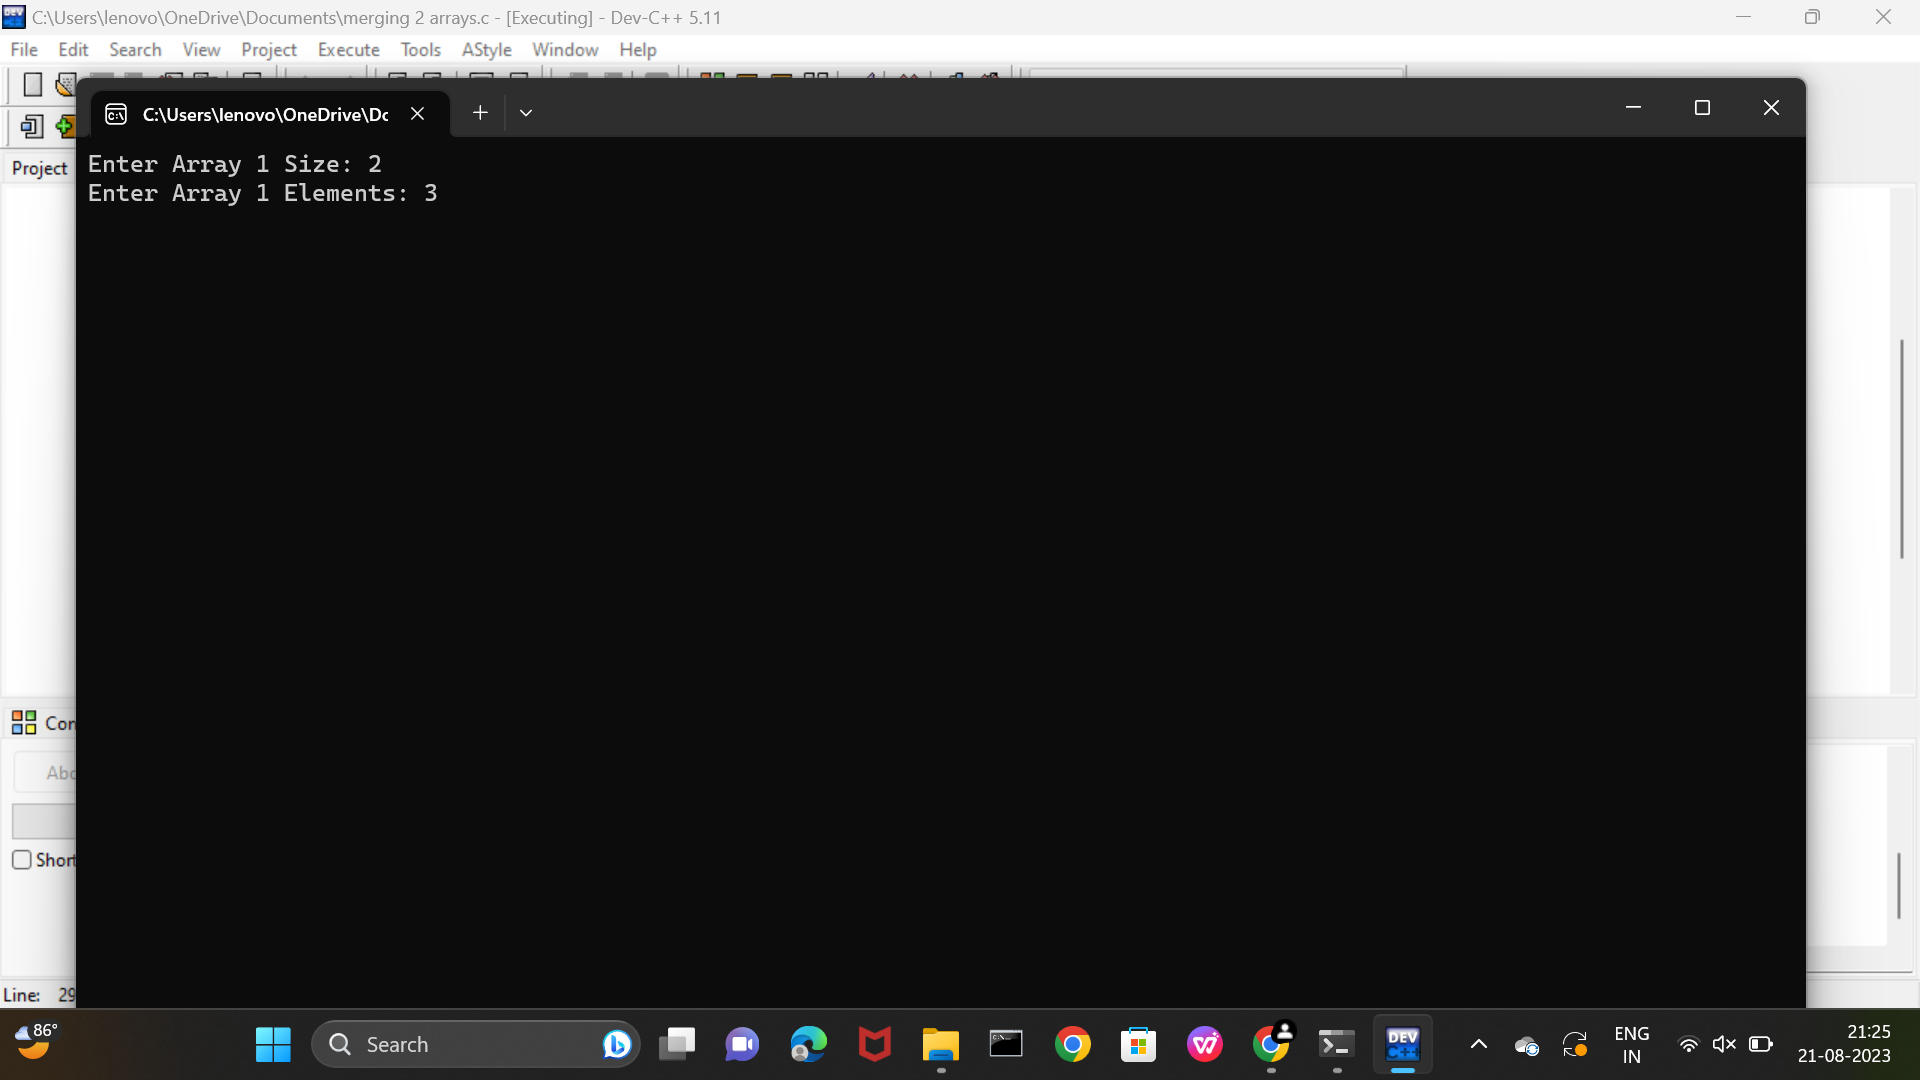 C:\Users\lenovo\OneDrive\Documents\merging 2 arrays.c - [Executing] - Dev-C++ 5.11
File Edit Search View Project Execute Tools AStyle Window Help
C:\Users\lenovo\OneDrive\Dc
Project
Enter Array 1 Size: 2
Enter Array 1 Elements: 3
Con
Abo
Short
Line: 29
86°
Search
DEV
C++
ENG
IN
21:25
21-08-2023